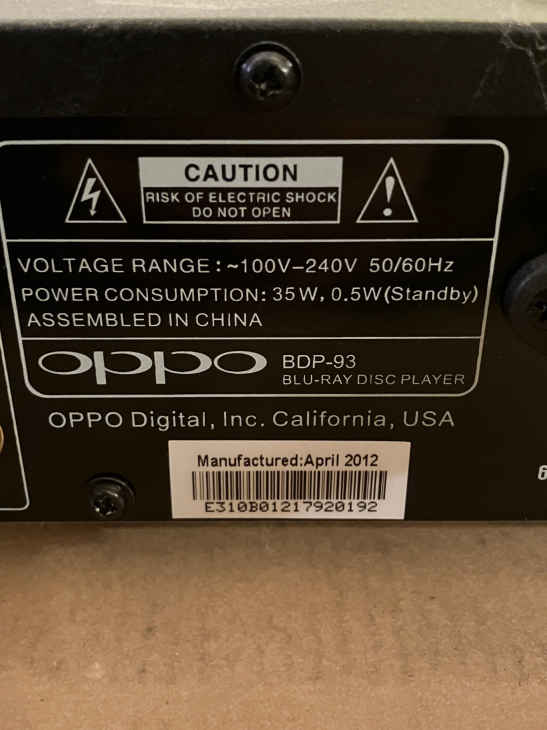 CAUTION
RISK OF ELECTRIC SHOCK
DO NOT OPEN
VOLTAGE RANGE:~100V–240V 50/60Hz
POWER CONSUMPTION: 35W, 0.5W(Standby)
ASSEMBLED IN CHINA
oppo BDP-93
BLU-RAY DISC PLAYER
OPPO Digital, Inc. California, USA
Manufactured:April 2012
E310B01217920192